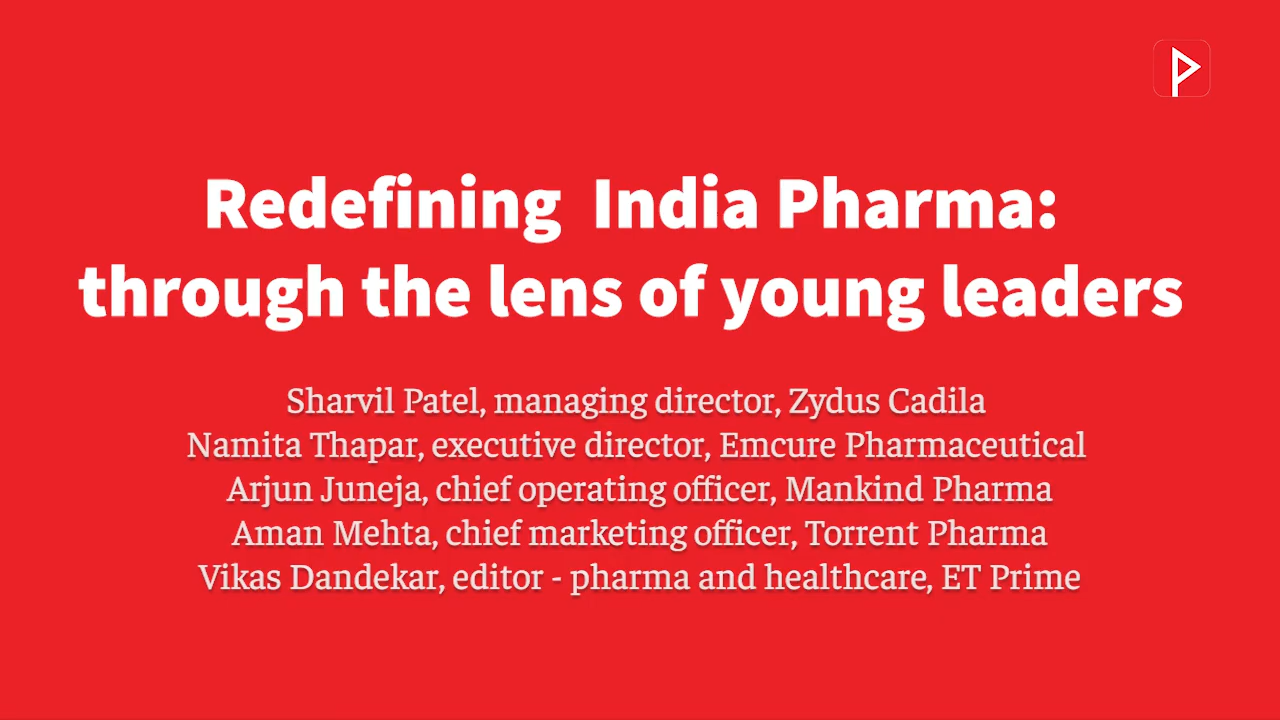 Redefining India Pharma:
through the lens of young leaders
Sharvil Patel, managing director, Zydus Cadila
Namita Thapar, executive director, Emcure Pharmaceutical
Arjun Juneja, chief operating officer, Mankind Pharma
Aman Mehta, chief marketing officer, Torrent Pharma
Vikas Dandekar, editor - pharma and healthcare, ET Prime